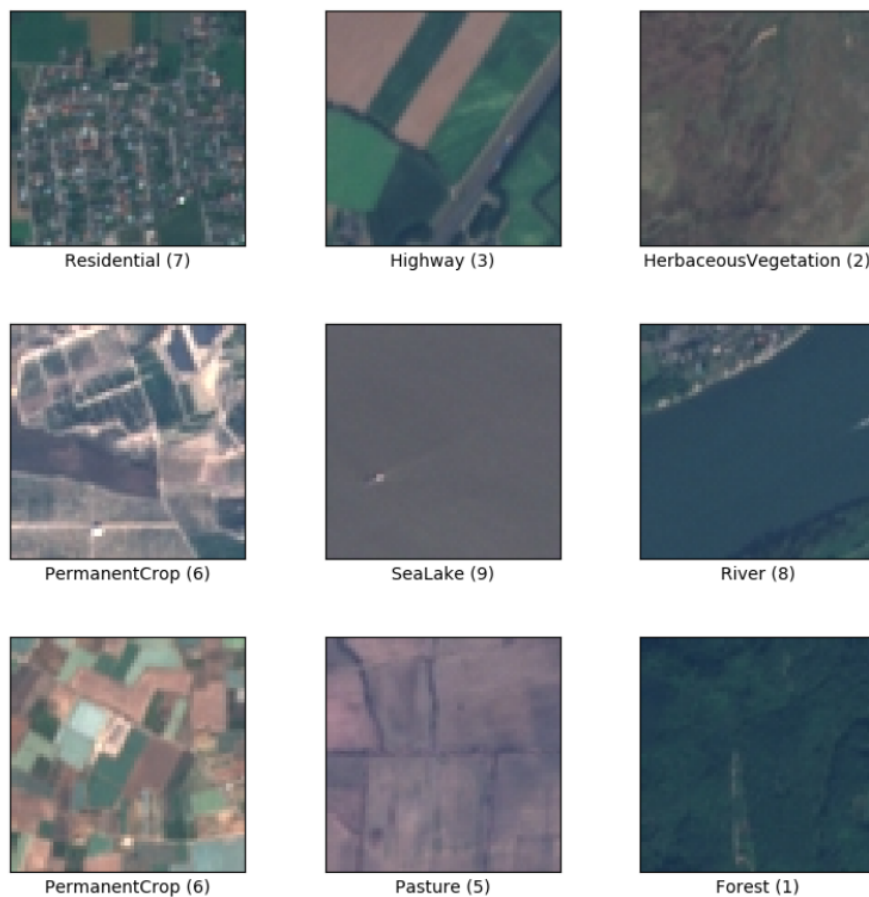 Residential (7)
Highway (3)
HerbaceousVegetation (2)
PermanentCrop (6)
SeaLake (9)
River (8)
PermanentCrop (6)
Pasture (5)
Forest (1)